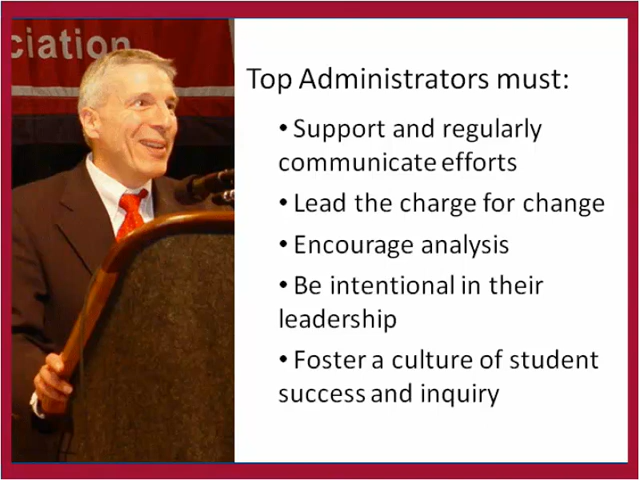 ciation
Top Administrators must:
• Support and regularly
communicate efforts
• Lead the charge for change
• Encourage analysis
• Be intentional in their
leadership
• Foster a culture of student
success and inquiry